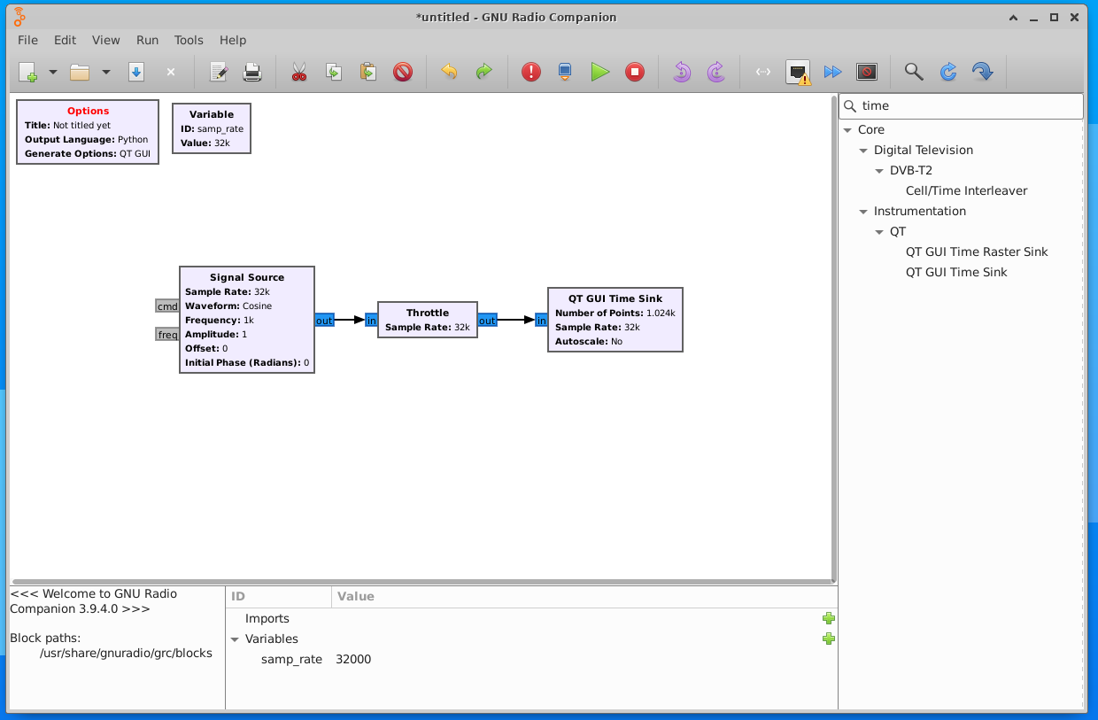 *untitled - GNU Radio Companion
File Edit View Run Tools Help
Options
Title: Not titled yet
Output Language: Python
Generate Options: QT GUI
Variable
ID: samp_rate
Value: 32k
Signal Source
Sample Rate: 32k
Waveform: Cosine
Frequency: 1k
Amplitude: 1
Offset: 0
Initial Phase (Radians): 0
cmd
freq
out
in
Throttle
Sample Rate: 32k
out
in
QT GUI Time Sink
Number of Points: 1.024k
Sample Rate: 32k
Autoscale: No
time
Core
Digital Television
DVB-T2
Cell/Time Interleaver
Instrumentation
QT
QT GUI Time Raster Sink
QT GUI Time Sink
<<< Welcome to GNU Radio
Companion 3.9.4.0 >>>
Block paths:
/usr/share/gnuradio/grc/blocks
ID Value
Imports
Variables
samp_rate 32000